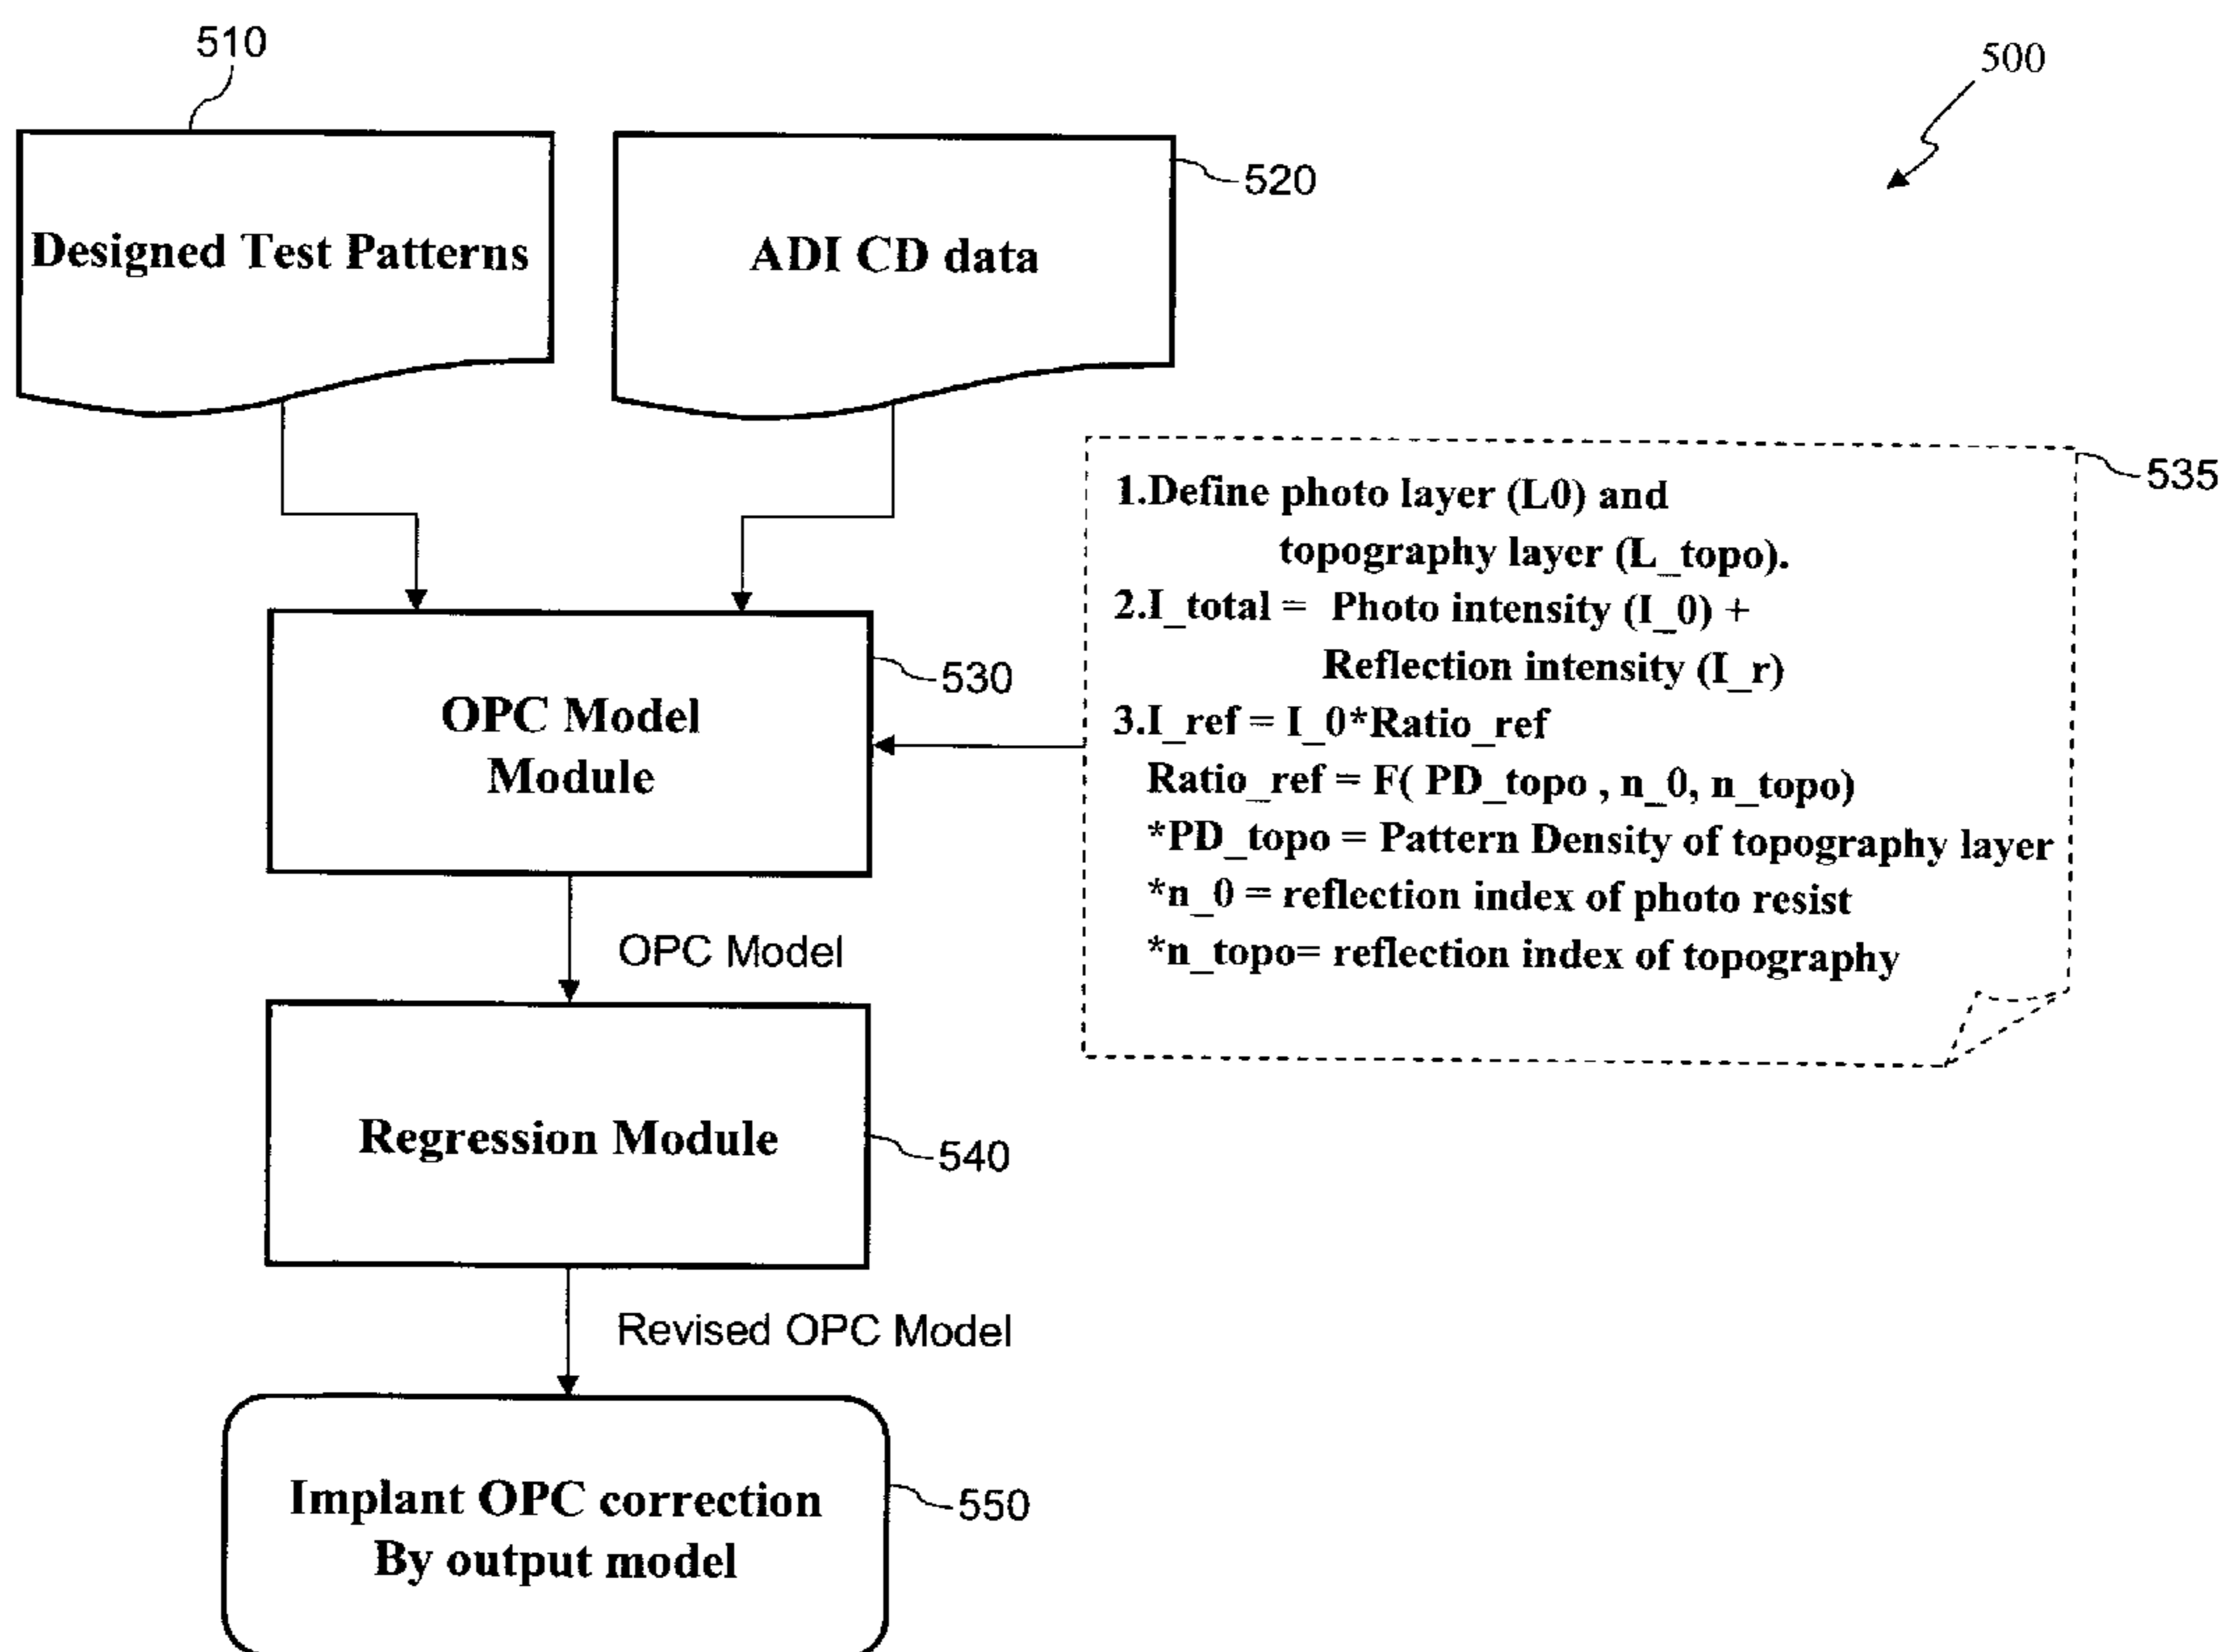 510
500
Designed Test Patterns
ADI CD data
520
535
1.Define photo layer (L0) and
topography layer (L_topo).
2.I_total = Photo intensity (I_0) +
Reflection intensity (I_r)
3.I_ref = I_0*Ratio_ref
Ratio_ref = F( PD_topo , n_0, n_topo)
*PD_topo = Pattern Density of topography layer
*n_0 = reflection index of photo resist
*n_topo= reflection index of topography
OPC Model
Module
530
OPC Model
Regression Module
540
Revised OPC Model
Implant OPC correction
By output model
550